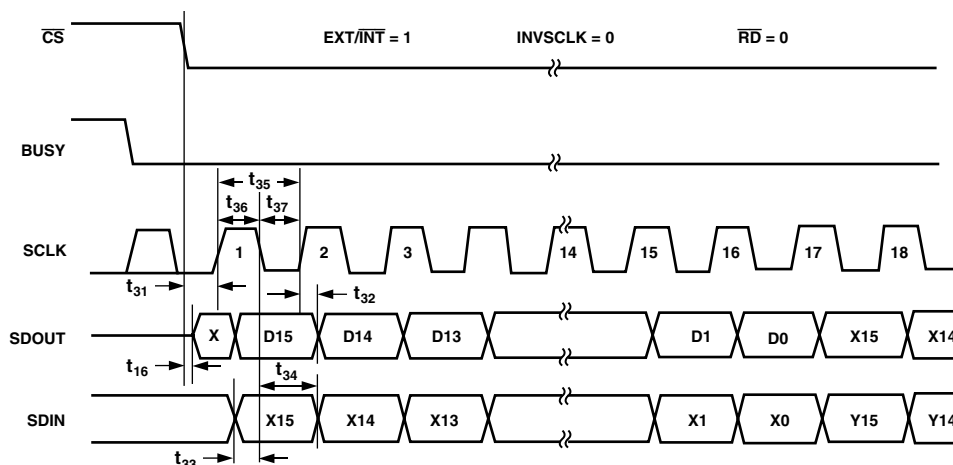 CS EXT/INT = 1 INVSCLK = 0 RD = 0
BUSY
t35
t36 t37
SCLK 1 2 3 14 15 16 17 18
t31 t32
SDOUT X D15 D14 D13 D1 D0 X15 X14
t16 t34
SDIN X15 X14 X13 X1 X0 Y15 Y14
t33